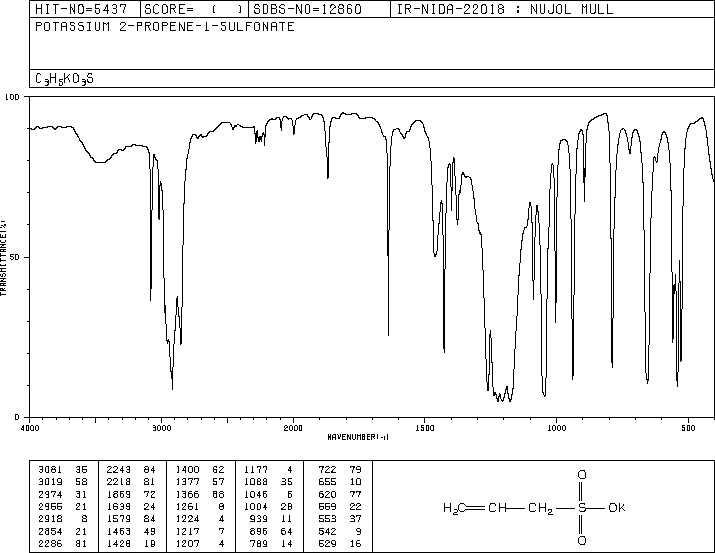 HIT-NO=5437 SCORE= ( ) SDBS-NO=12860 IR-NIDA-22018 : NUJOL MULL
POTASSIUM 2-PROPENE-1-SULFONATE
C3H5KO3S
100
50
0
TRANSMITTANCE(%)
4000 3000 2000 1500 1000 500
WAVENUMBER(-1)
3081 35 2243 84 1400 62 1177 4 722 79
3019 58 2218 81 1377 57 1088 35 655 10
2974 31 1869 72 1366 68 1046 6 620 77
2955 21 1639 24 1261 8 1004 28 559 22
2918 8 1579 84 1224 4 939 11 553 37
2854 21 1463 49 1217 7 896 64 542 9
2286 81 1428 19 1207 4 789 14 529 16
O
H2C=CH-CH2-S-OK
O